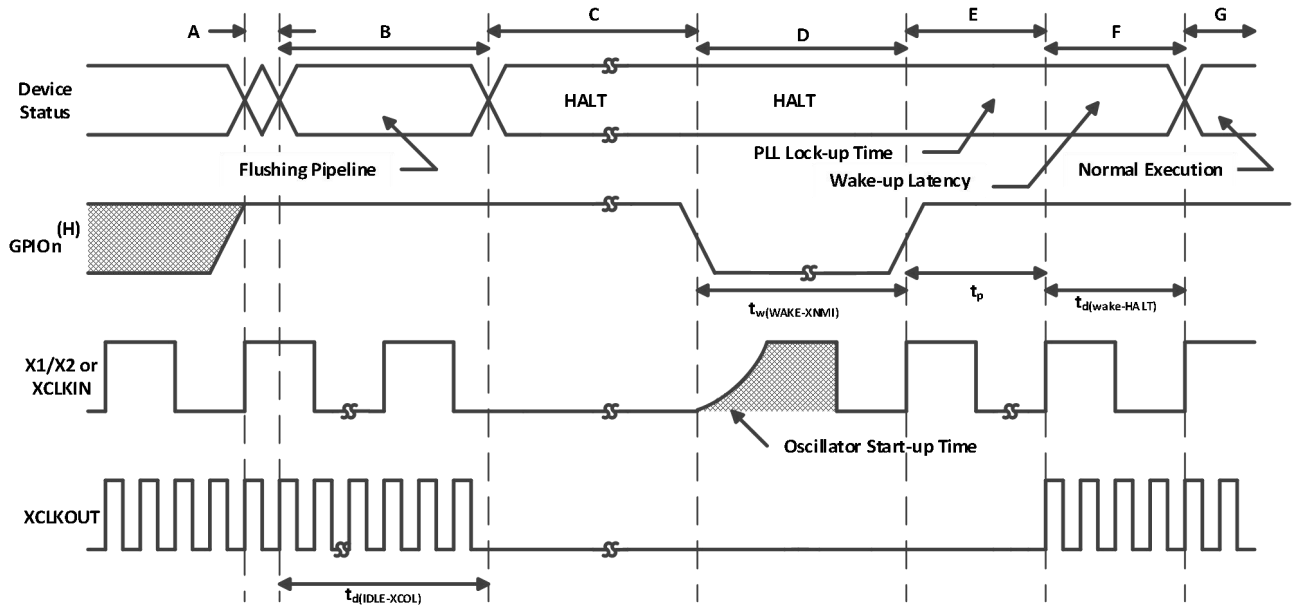 A
B
C
D
E
F
G
Device
Status
HALT
HALT
Flushing Pipeline
PLL Lock-up Time
Wake-up Latency
Normal Execution
GPIOn(H)
tw(WAKE-XNMI)
tp
td(wake-HALT)
X1/X2 or
XCLKIN
Oscillator Start-up Time
XCLKOUT
td(IDLE-XCOL)